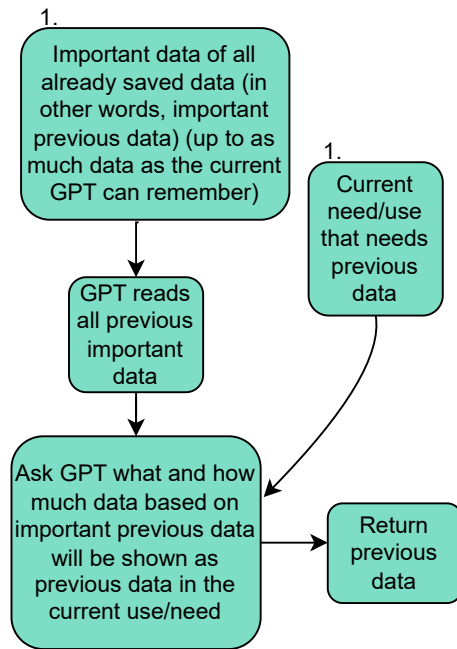 1.
Important data of all
already saved data (in
other words, important
previous data) (up to as
much data as the current
GPT can remember)
1.
Current
need/use
that needs
previous
data
GPT reads
all previous
important
data
Ask GPT what and how
much data based on
important previous data
will be shown as
previous data in the
current use/need
Return
previous
data